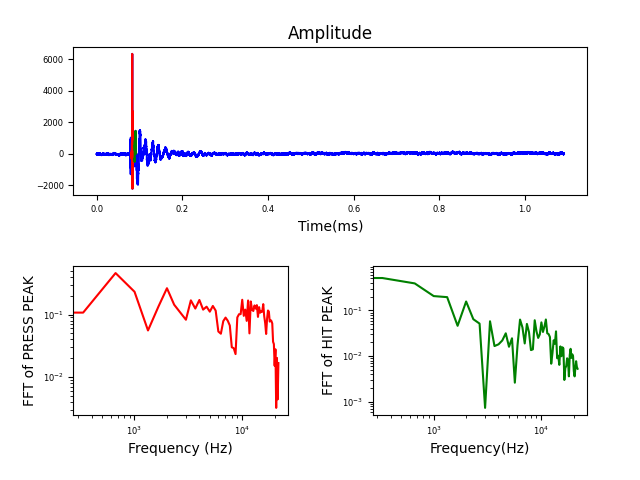 Amplitude
6000
4000
2000
0
−2000
0.0 0.2 0.4 0.6 0.8 1.0
Time(ms)
FFT of PRESS PEAK
10⁻¹
10⁻²
10³ 10⁴
Frequency (Hz)
FFT of HIT PEAK
10⁻¹
10⁻²
10⁻³
10³ 10⁴
Frequency(Hz)